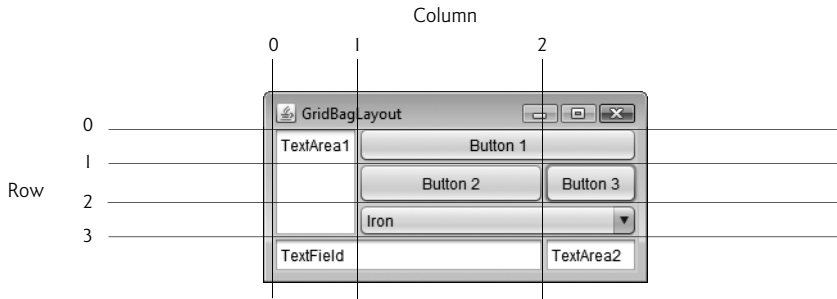 Column
0 1 2
GridBagLayout
0
TextArea1 Button 1
1
Button 2 Button 3
Row
2
Iron
3
TextField TextArea2